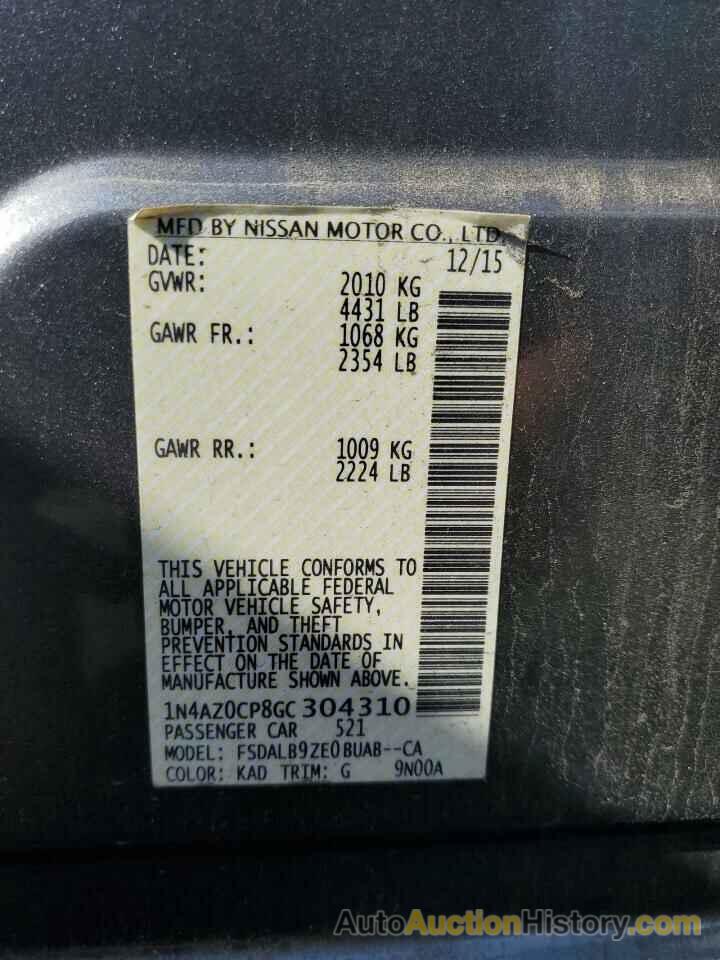 MFD BY NISSAN MOTOR CO., LTD.
DATE: 12/15
GVWR: 2010 KG
4431 LB
GAWR FR.: 1068 KG
2354 LB
GAWR RR.: 1009 KG
2224 LB
THIS VEHICLE CONFORMS TO
ALL APPLICABLE FEDERAL
MOTOR VEHICLE SAFETY,
BUMPER, AND THEFT
PREVENTION STANDARDS IN
EFFECT ON THE DATE OF
MANUFACTURE SHOWN ABOVE.
1N4AZ0CP8GC304310
PASSENGER CAR 521
MODEL: FSDALB9ZE0BUAB--CA
COLOR: KAD TRIM: G 9N00A
AutoAuctionHistory.com